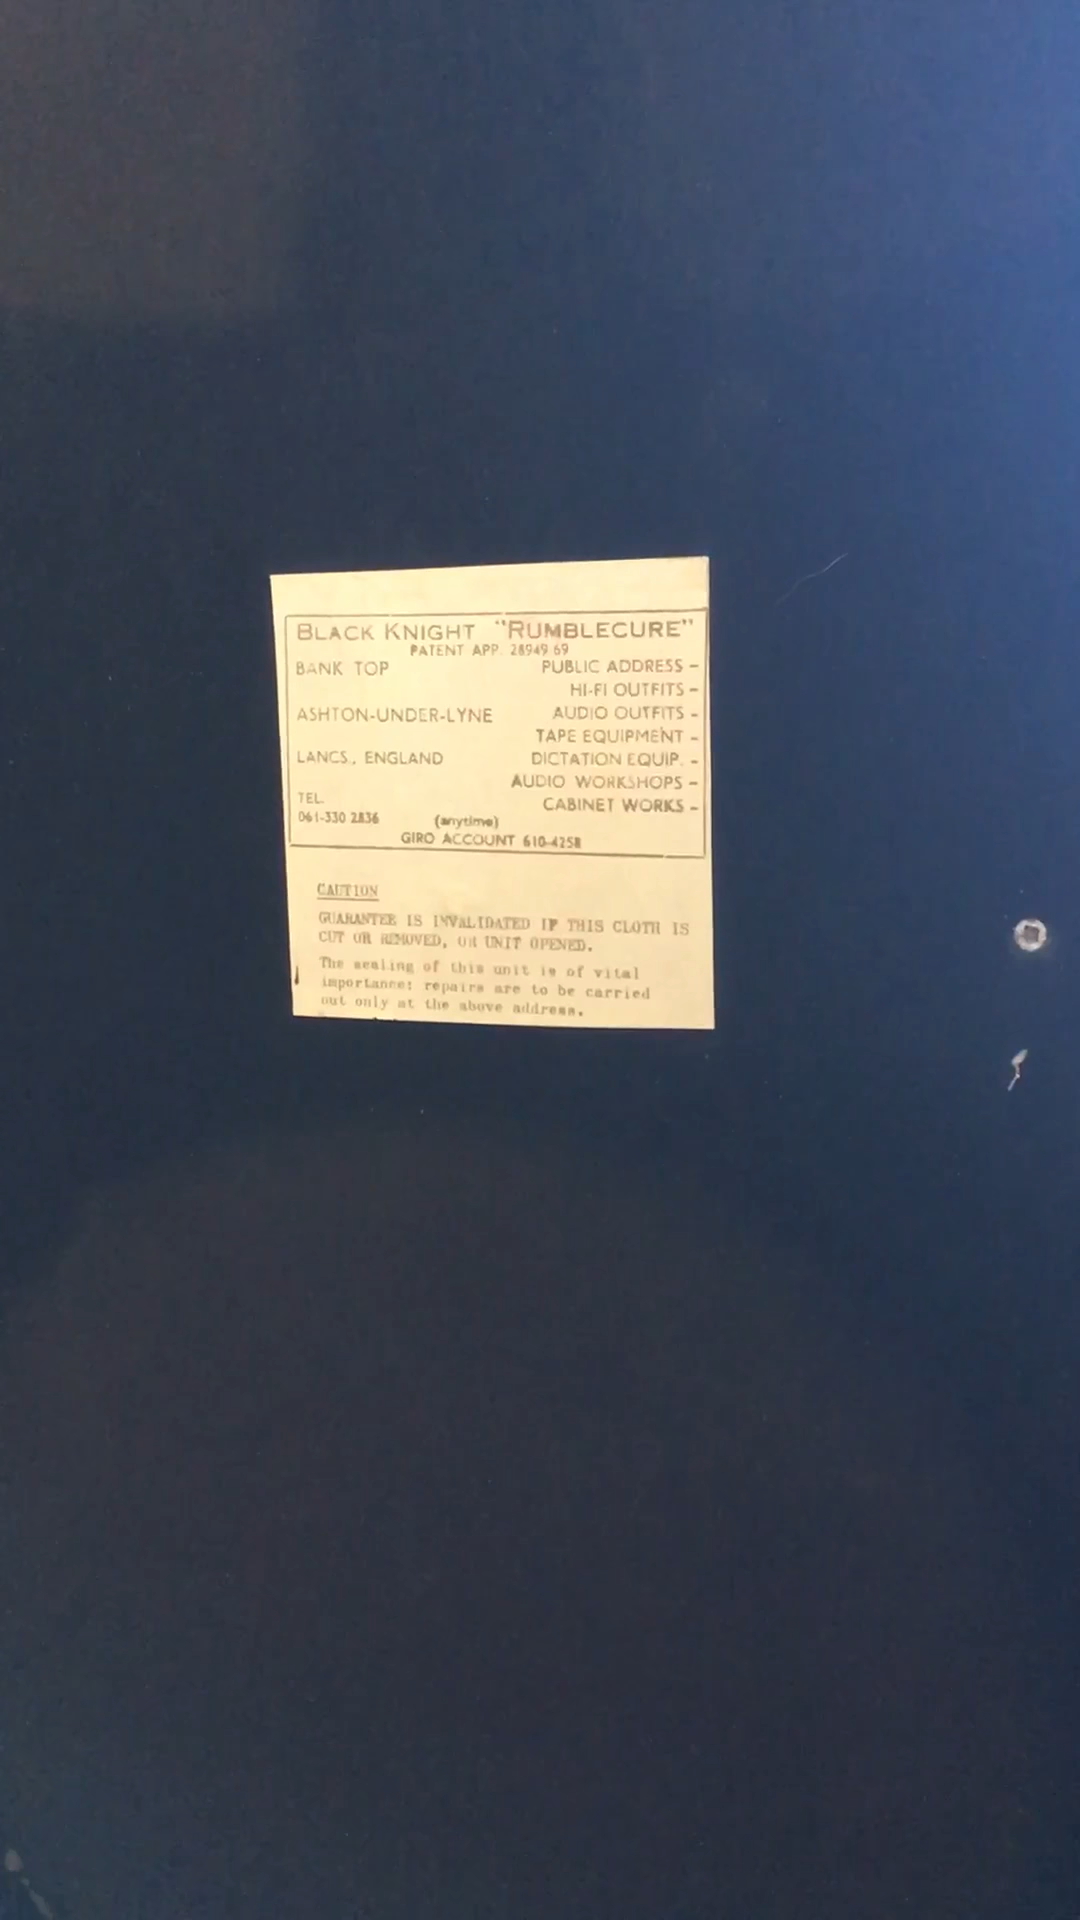 BLACK KNIGHT "RUMBLECURE"
PATENT APP. 28949 69
BANK TOP PUBLIC ADDRESS -
HI-FI OUTFITS -
ASHTON-UNDER-LYNE AUDIO OUTFITS -
TAPE EQUIPMENT -
LANCS., ENGLAND DICTATION EQUIP. -
AUDIO WORKSHOPS -
TEL. CABINET WORKS -
061-330 2836 (anytime)
GIRO ACCOUNT 610-4258
CAUTION
GUARANTEE IS INVALIDATED IF THIS CLOTH IS
CUT OR REMOVED, OR UNIT OPENED.
The sealing of this unit is of vital
importance: repairs are to be carried
out only at the above address.